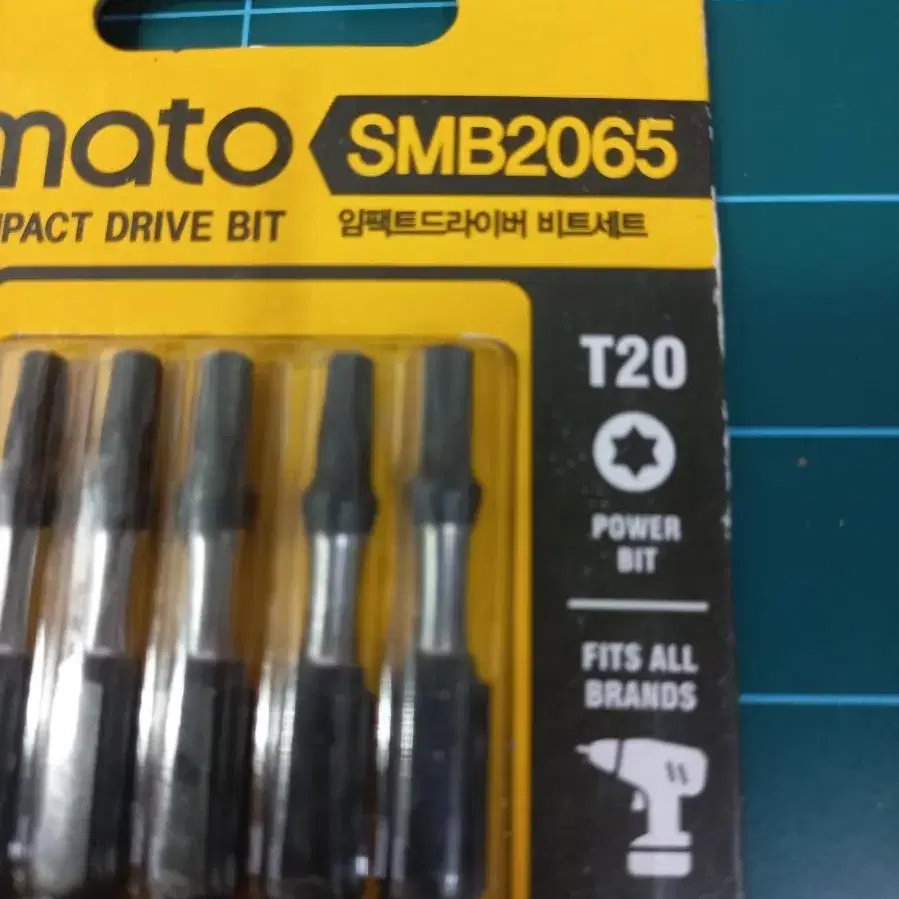 mato
SMB2065
MPACT DRIVE BIT
임팩트드라이버 비트세트
T20
POWER
BIT
FITS ALL
BRANDS